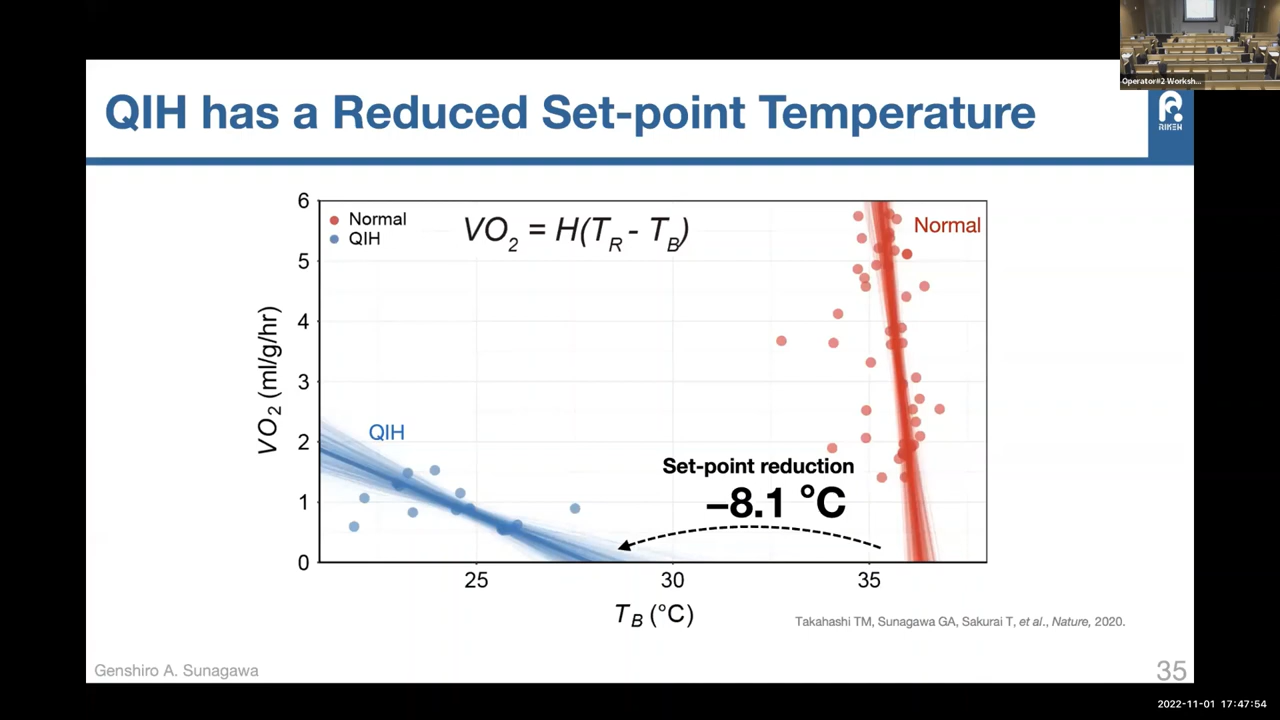 Operator#2 Worksh...
QIH has a Reduced Set-point Temperature
RIKEN
Normal
QIH
VO2 = H(TR - TB)
Normal
6
5
4
3
2
1
0
VO2 (ml/g/hr)
QIH
Set-point reduction
–8.1 °C
25 30 35
TB (°C)
Takahashi TM, Sunagawa GA, Sakurai T, et al., Nature, 2020.
Genshiro A. Sunagawa
35
2022-11-01 17:47:54